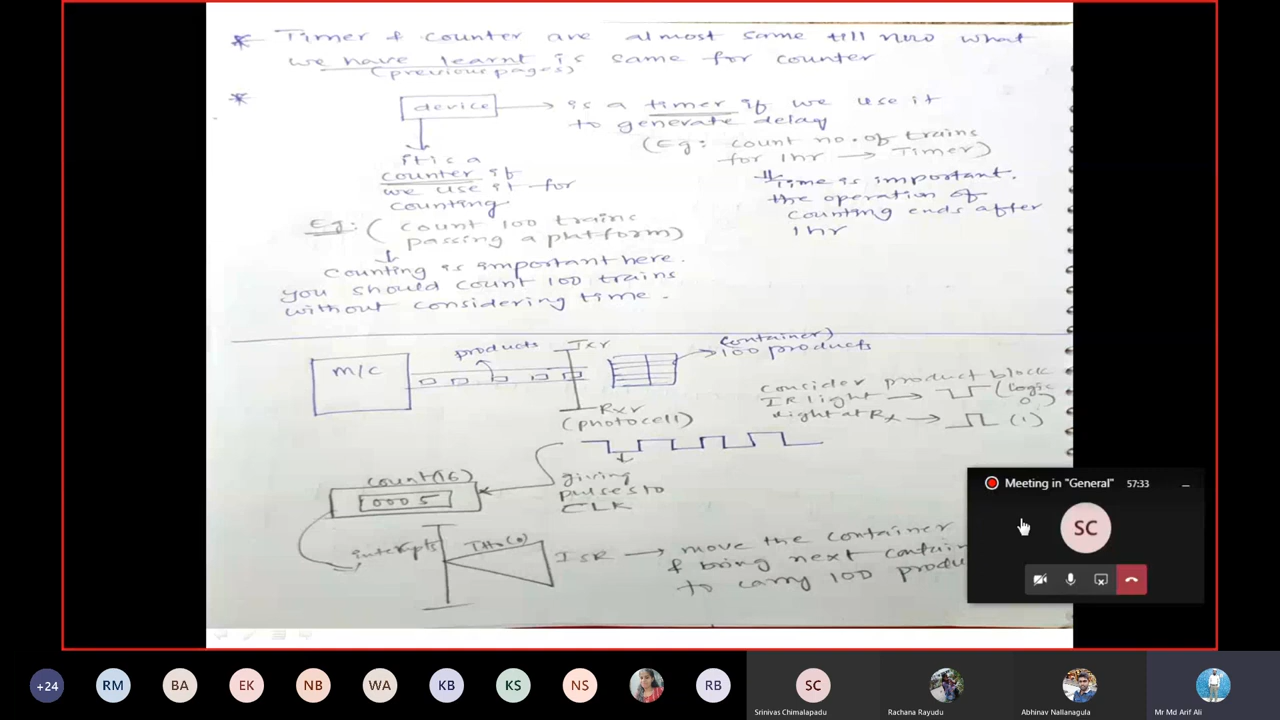 * Timer & counter are almost same till now what
we have learnt is same for counter
(previous pages)
*
device → is a timer if we use it
to generate delay
(Eg: count no. of trains
for 1hr → Timer)
Time is important.
the operation of
counting ends after
1hr
it is a
counter if
we use it for
counting
Eg: ( count 100 trains
passing a platform)
counting is important here.
you should count 100 trains
without considering time.
M/C
products
Txr
(container)
100 products
Rxr
(photocell)
Consider product block
IR light → (logic
0)
light at Rx → (1)
count(16)
0005
giving
pulses to
CLK
ISR → move the container
& bring next contain
to carry 100 produ
Meeting in "General" 57:33
SC
+24
RM
BA
EK
NB
WA
KB
KS
NS
RB
SC
Srinivas Chimalapadu
Rachana Rayudu
Abhinav Nallanagula
Mr Md Arif Ali